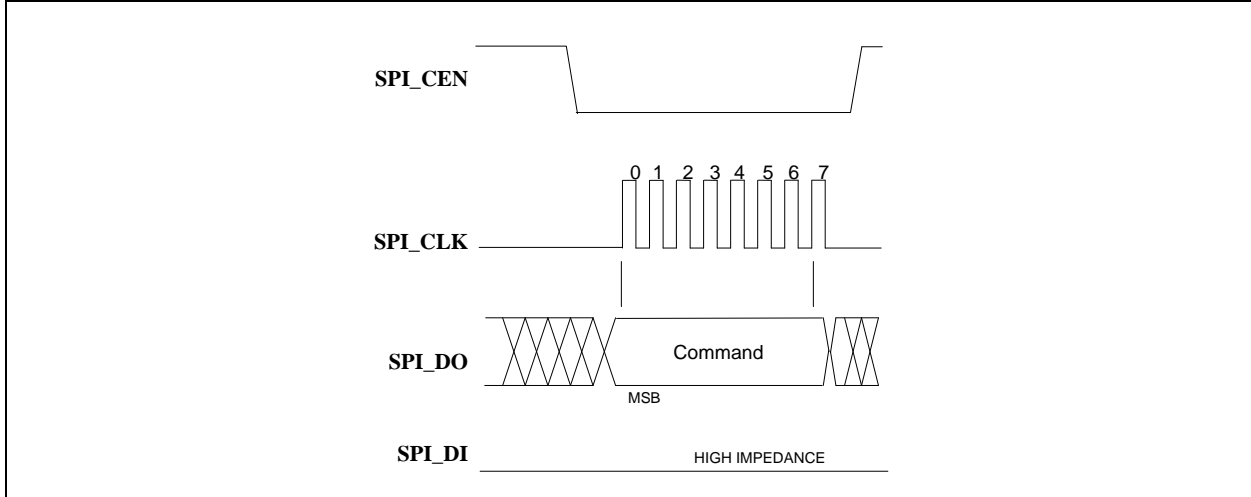 SPI_CEN
0 1 2 3 4 5 6 7
SPI_CLK
SPI_DO
Command
MSB
SPI_DI
HIGH IMPEDANCE